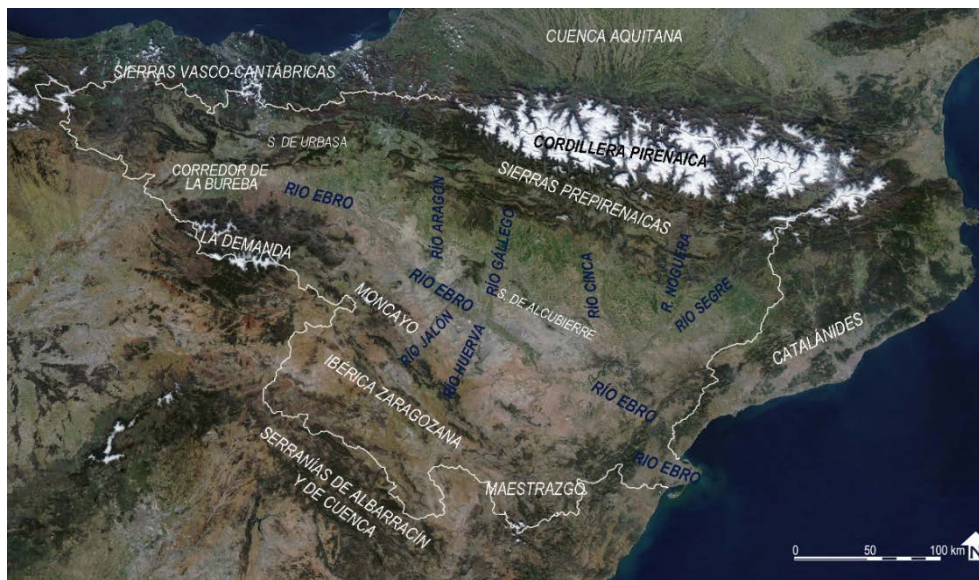 CUENCA AQUITANA
SIERRAS VASCO-CANTÁBRICAS
S. DE URBASA
CORDILLERA PIRENAICA
CORREDOR DE
LA BUREBA
SIERRAS PREPIRENAICAS
RÍO EBRO
RÍO ARAGÓN
RÍO GÁLLEGO
LA DEMANDA
RÍO CINCA
R. NOGUERA
RÍO SEGRE
MONCAYO
RÍO EBRO
S. DE ALCUBIERRE
RÍO JALÓN
RÍO HUERVA
CATALÁNIDES
IBÉRICA ZARAGOZANA
RÍO EBRO
SERRANÍAS DE ALBARRACÍN
Y DE CUENCA
MAESTRAZGO
RÍO EBRO
0 50 100 km
N